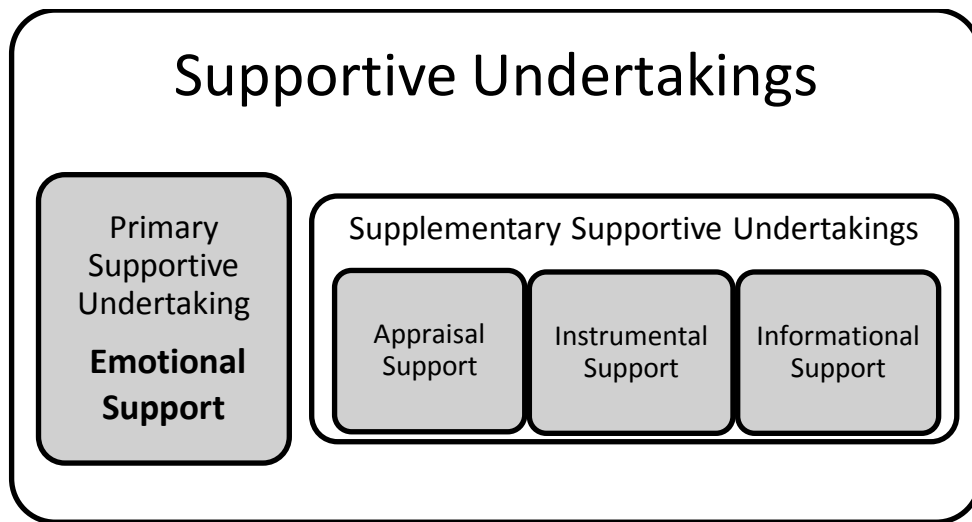 Supportive Undertakings
Primary
Supportive
Undertaking
Emotional
Support
Supplementary Supportive Undertakings
Appraisal
Support
Instrumental
Support
Informational
Support